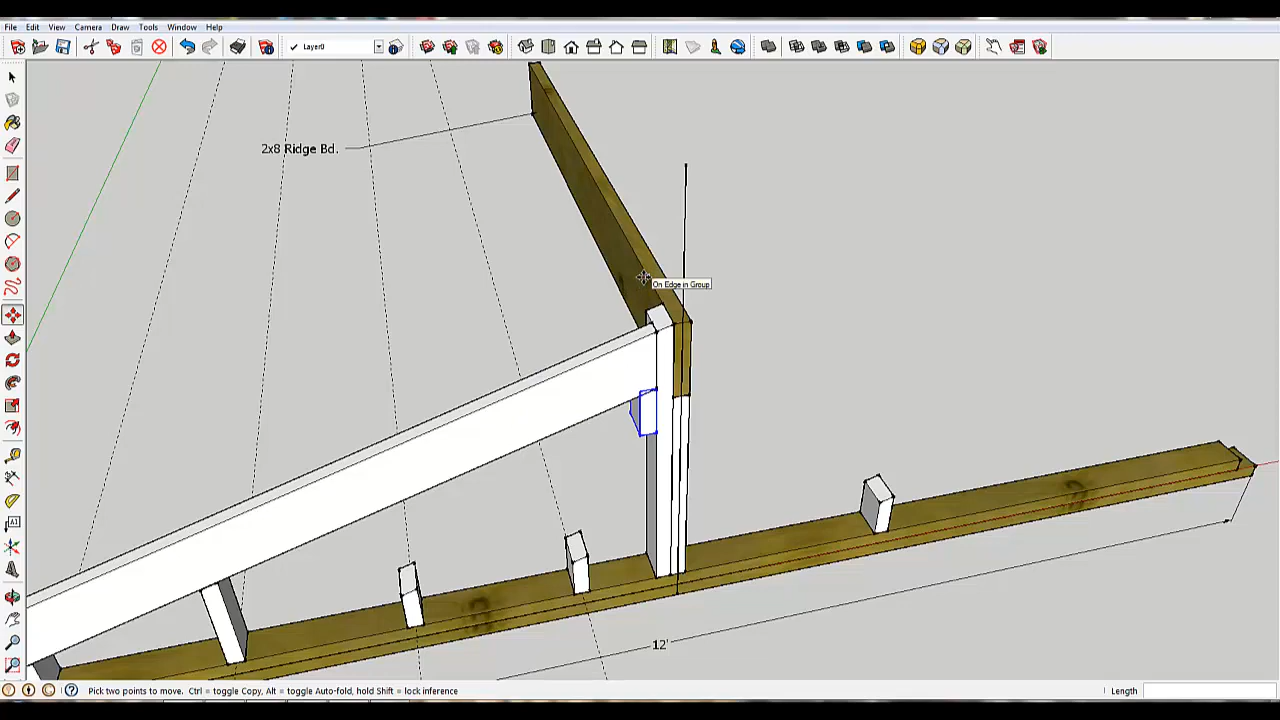 File Edit View Camera Draw Tools Window Help
Layer0
2x8 Ridge Bd.
On Edge in Group
12'
Pick two points to move. Ctrl = toggle Copy, Alt = toggle Auto-fold, hold Shift = lock inference
Length